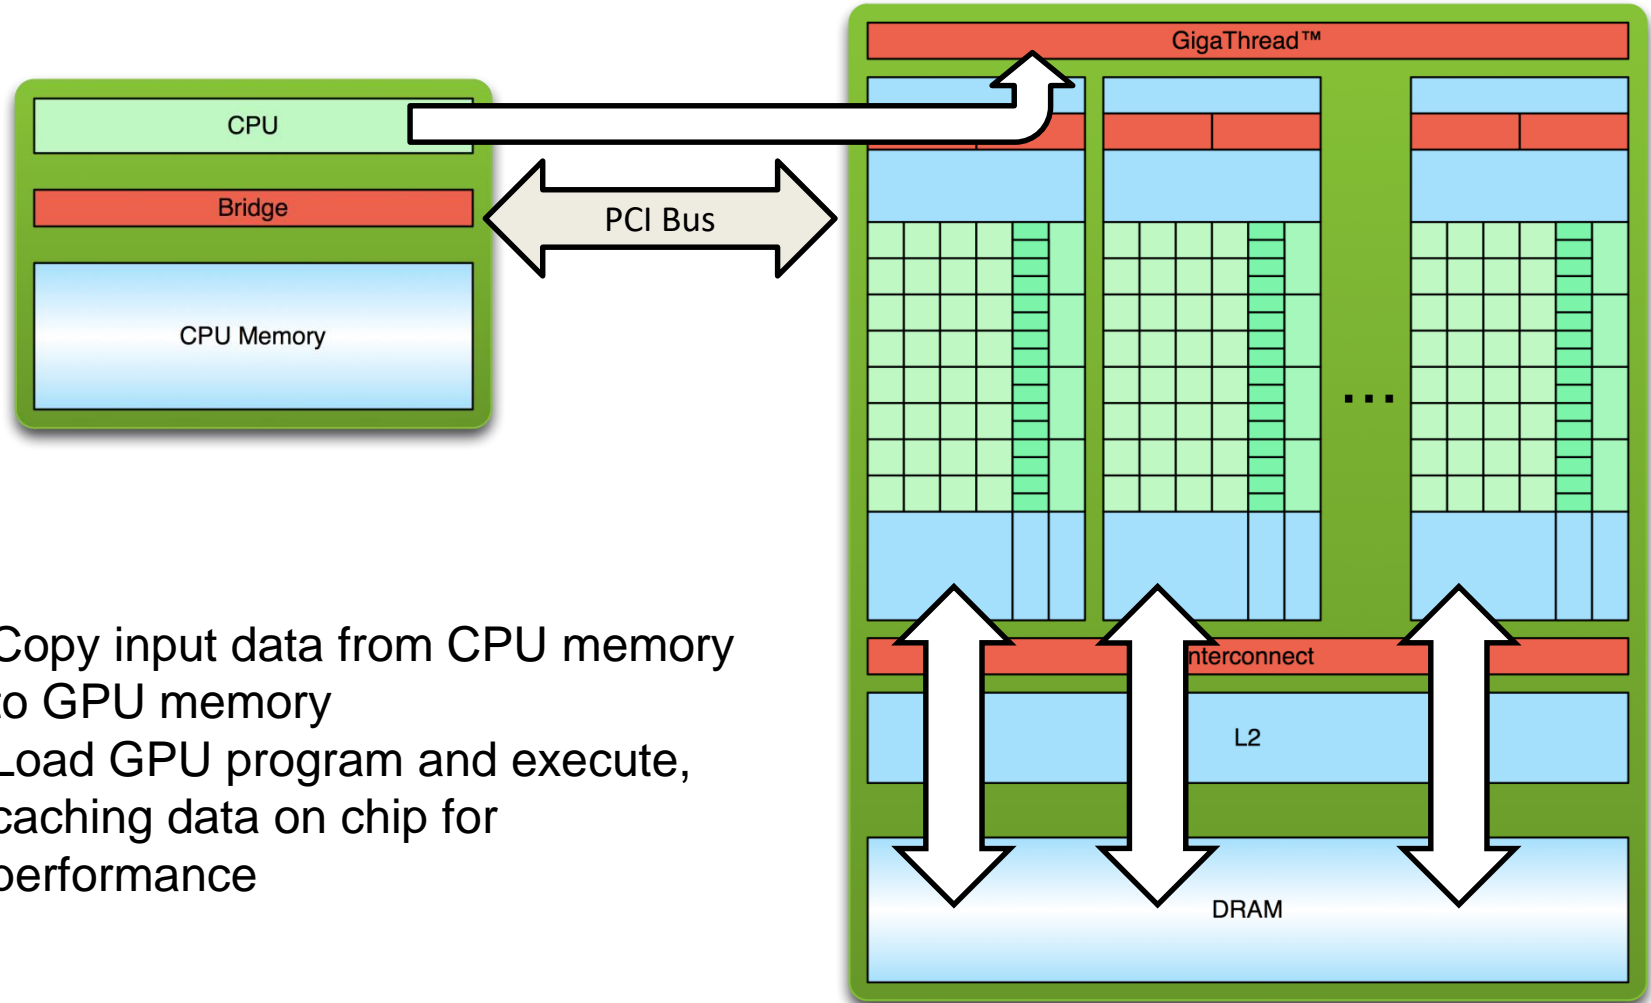 GigaThread™
CPU
Bridge
PCI Bus
CPU Memory
...
Copy input data from CPU memory
to GPU memory
Load GPU program and execute,
caching data on chip for
performance
nterconnect
L2
DRAM